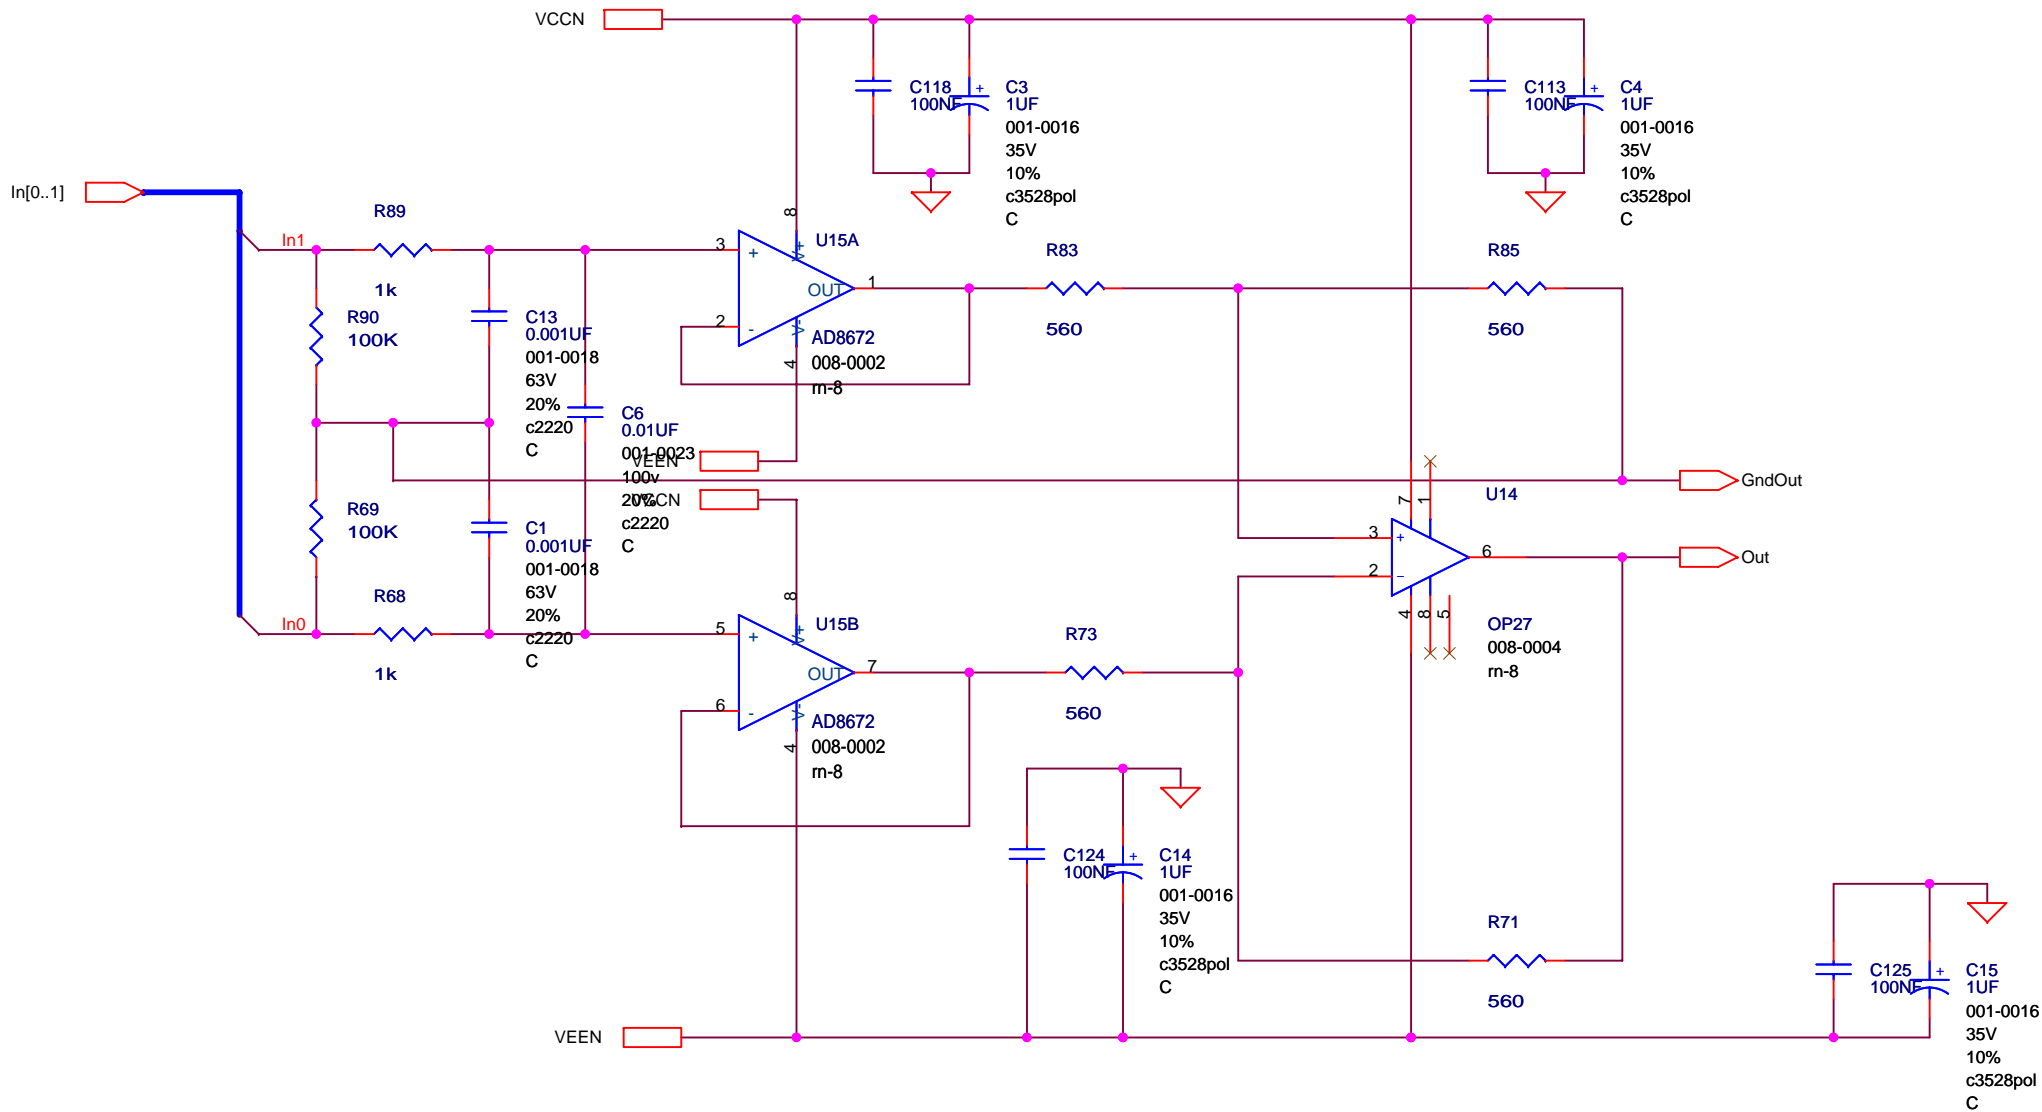 VCCN
C118
100NF
C3
1UF
001-0016
35V
10%
c3528pol
C
C113
100NF
C4
1UF
001-0016
35V
10%
c3528pol
C
In[0..1]
In1
R89
1k
R90
100K
C13
0.001UF
001-0018
63V
20%
c2220
C
C6
0.01UF
001-0023
100v
20%
c2220
C
R69
100K
C1
0.001UF
001-0018
63V
20%
c2220
C
In0
R68
1k
8
V+
U15A
3
+
OUT
1
2
-
V-
4
AD8672
008-0002
rn-8
VEEN
VCCN
8
V+
U15B
5
+
OUT
7
6
-
V-
4
AD8672
008-0002
rn-8
R83
560
R85
560
R73
560
GndOut
7
1
U14
3
+
6
Out
2
-
4
8
5
OP27
008-0004
rn-8
C124
100NF
+
C14
1UF
001-0016
35V
10%
c3528pol
C
R71
560
VEEN
C125
100NF
+
C15
1UF
001-0016
35V
10%
c3528pol
C